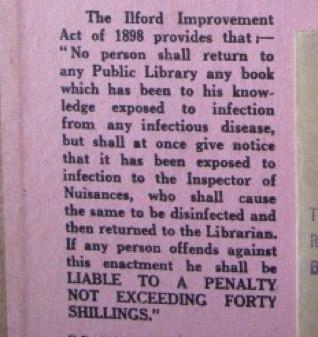 The Ilford Improvement
Act of 1898 provides that :—
"No person shall return to
any Public Library any book
which has been to his know-
ledge exposed to infection
from any infectious disease,
but shall at once give notice
that it has been exposed to
infection to the Inspector of
Nuisances, who shall cause
the same to be disinfected and
then returned to the Librarian.
If any person offends against
this enactment he shall be
LIABLE TO A PENALTY
NOT EXCEEDING FORTY
SHILLINGS."
T
R
B